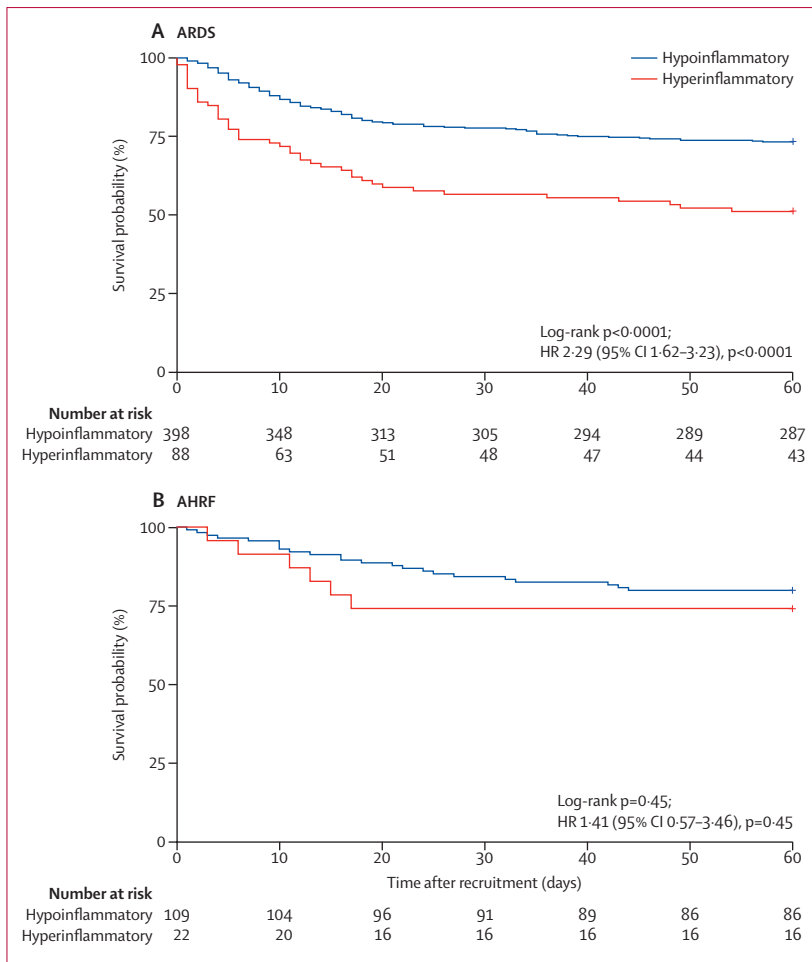 A ARDS
Hypoinflammatory
Hyperinflammatory
100
75
50
25
0
Survival probability (%)
Log-rank p<0·0001;
HR 2·29 (95% CI 1·62–3·23), p<0·0001
0 10 20 30 40 50 60
Number at risk
Hypoinflammatory 398 348 313 305 294 289 287
Hyperinflammatory 88 63 51 48 47 44 43
B AHRF
100
75
50
25
0
Survival probability (%)
Log-rank p=0·45;
HR 1·41 (95% CI 0·57–3·46), p=0·45
0 10 20 30 40 50 60
Time after recruitment (days)
Number at risk
Hypoinflammatory 109 104 96 91 89 86 86
Hyperinflammatory 22 20 16 16 16 16 16